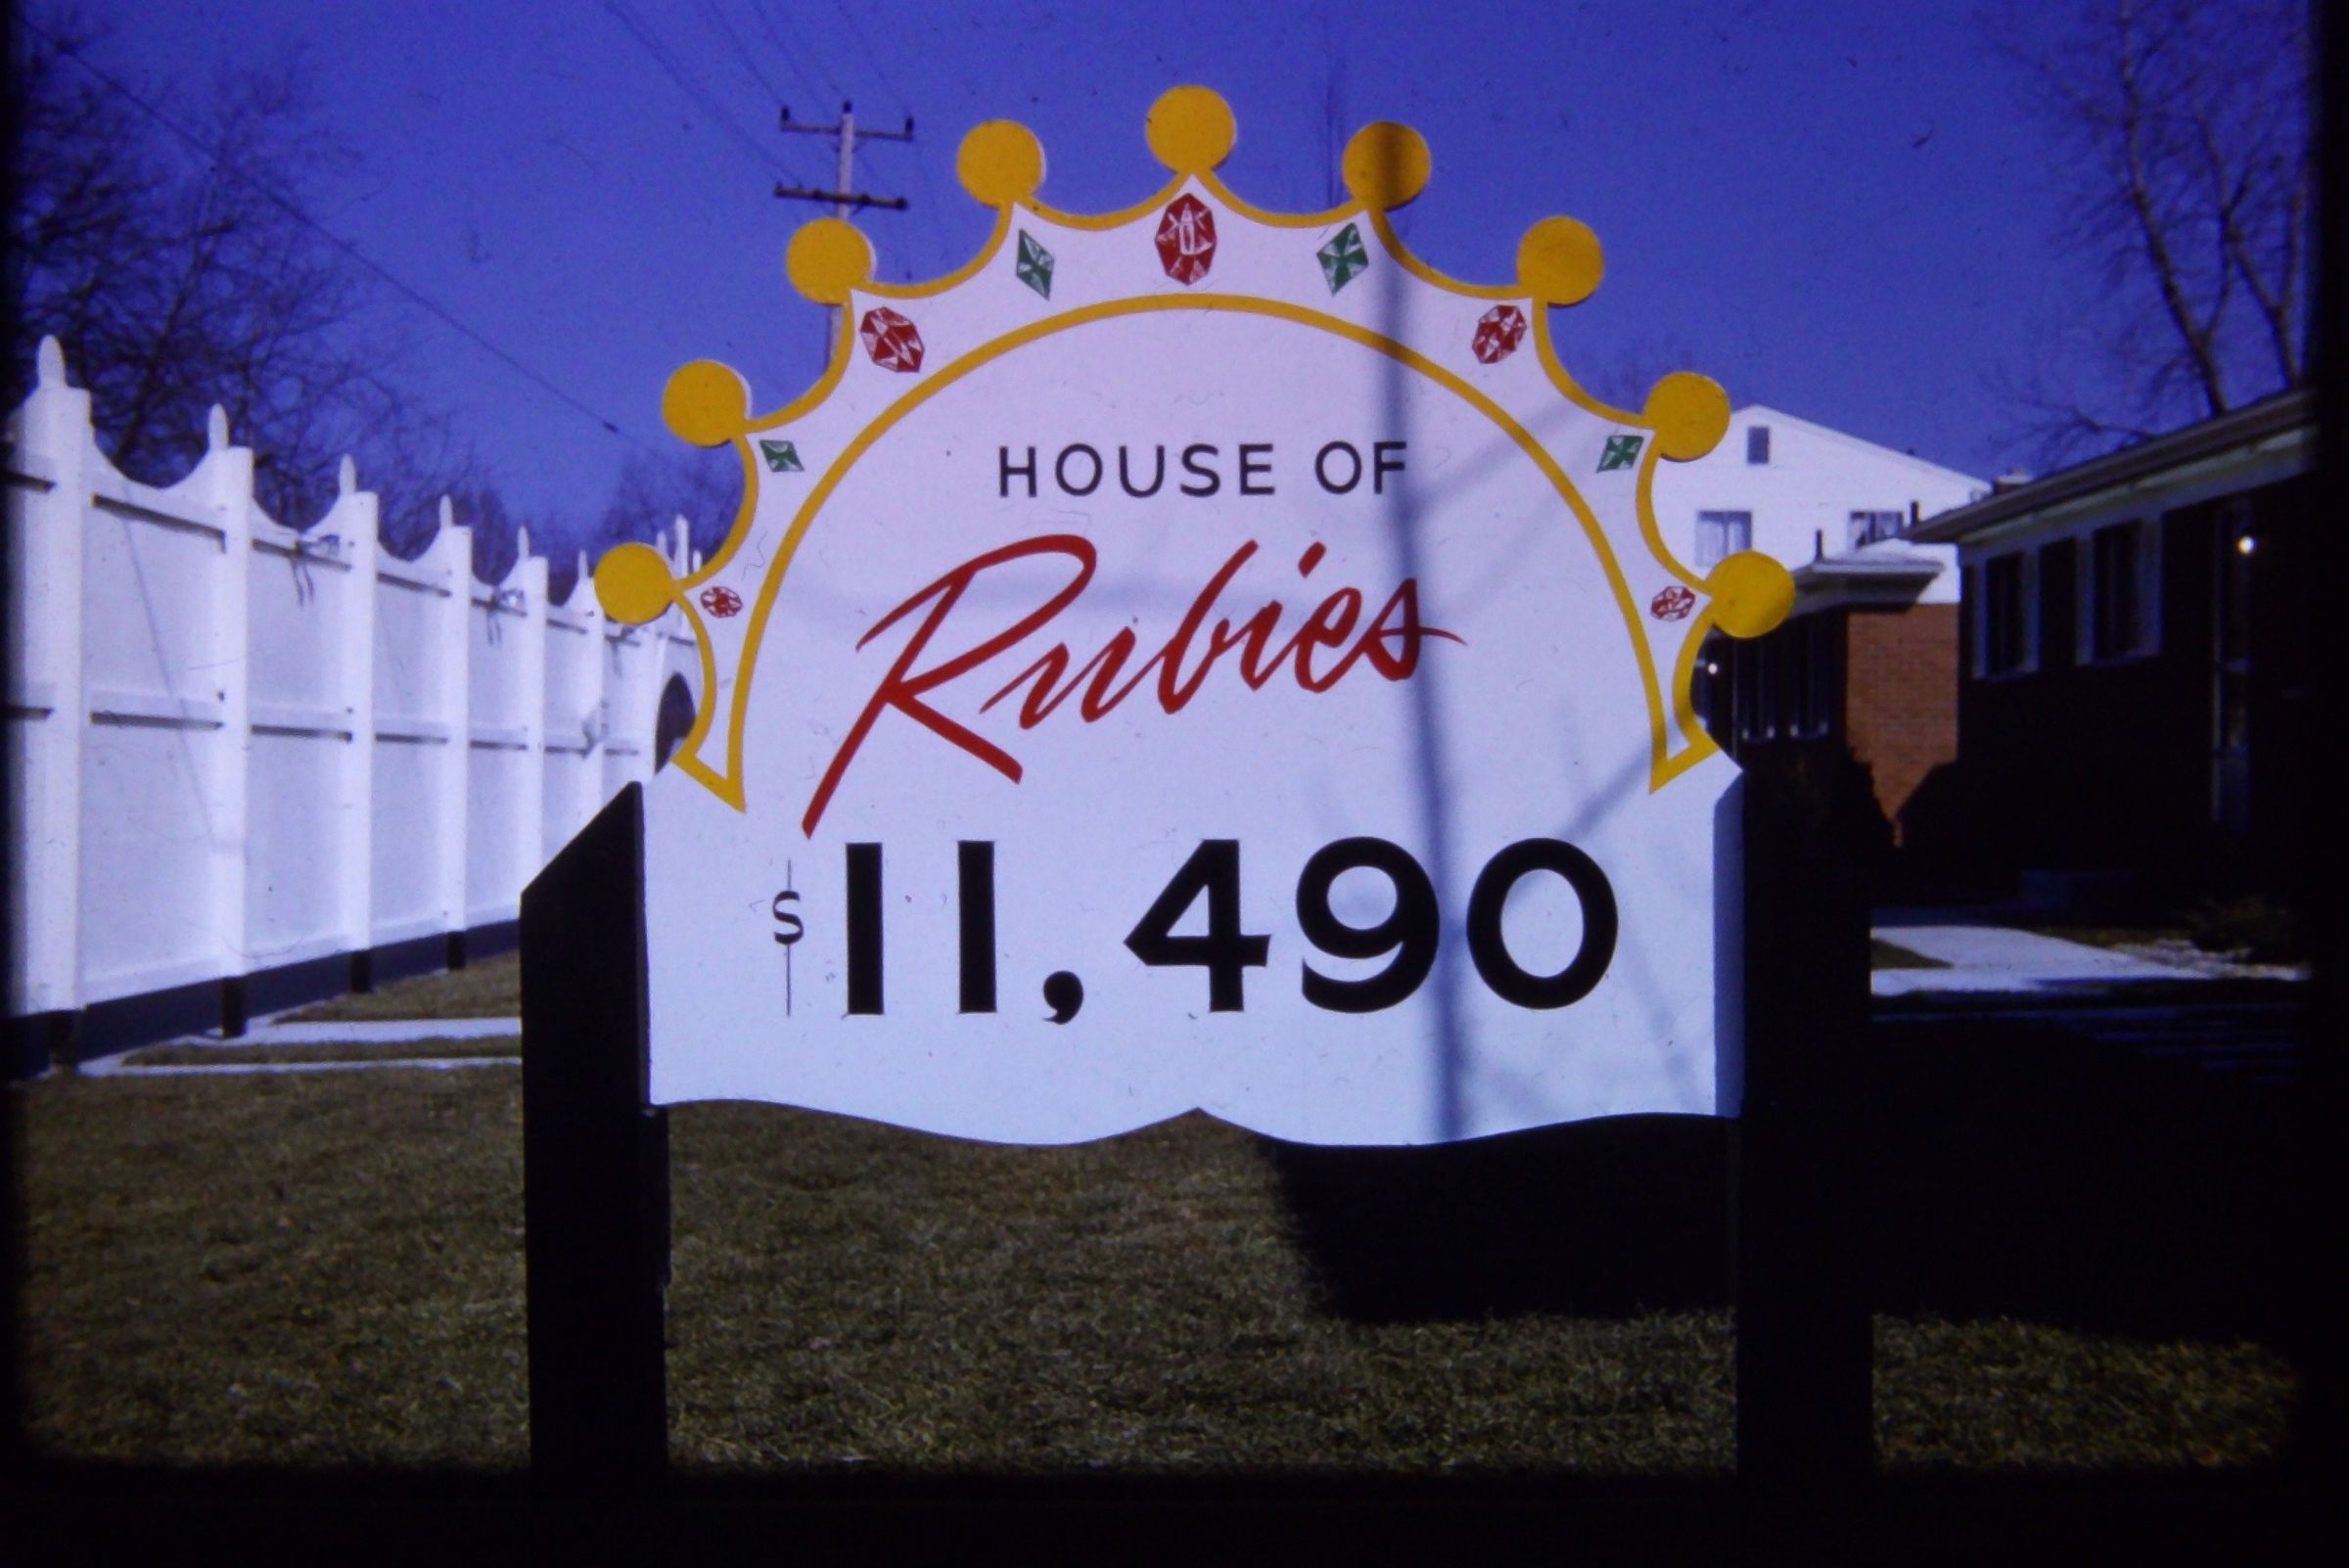 HOUSE OF
Rubies
$11,490